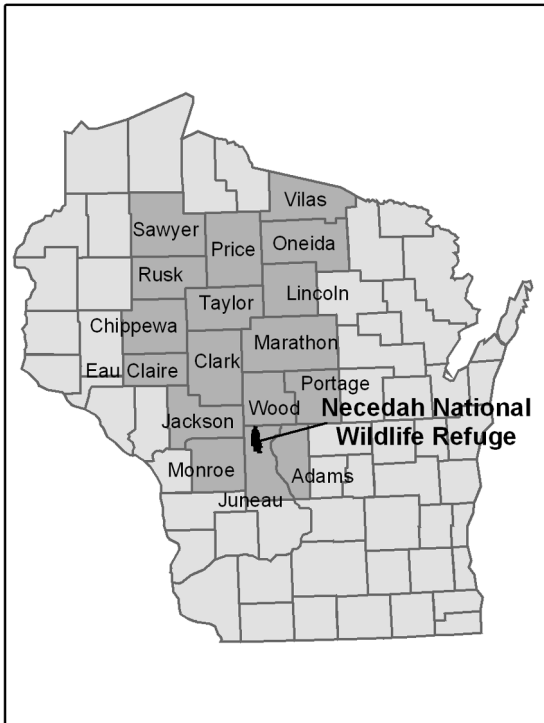 Vilas
Sawyer
Price
Oneida
Rusk
Taylor
Lincoln
Chippewa
Marathon
Clark
Eau Claire
Portage
Wood
Necedah National
Wildlife Refuge
Jackson
Monroe
Adams
Juneau